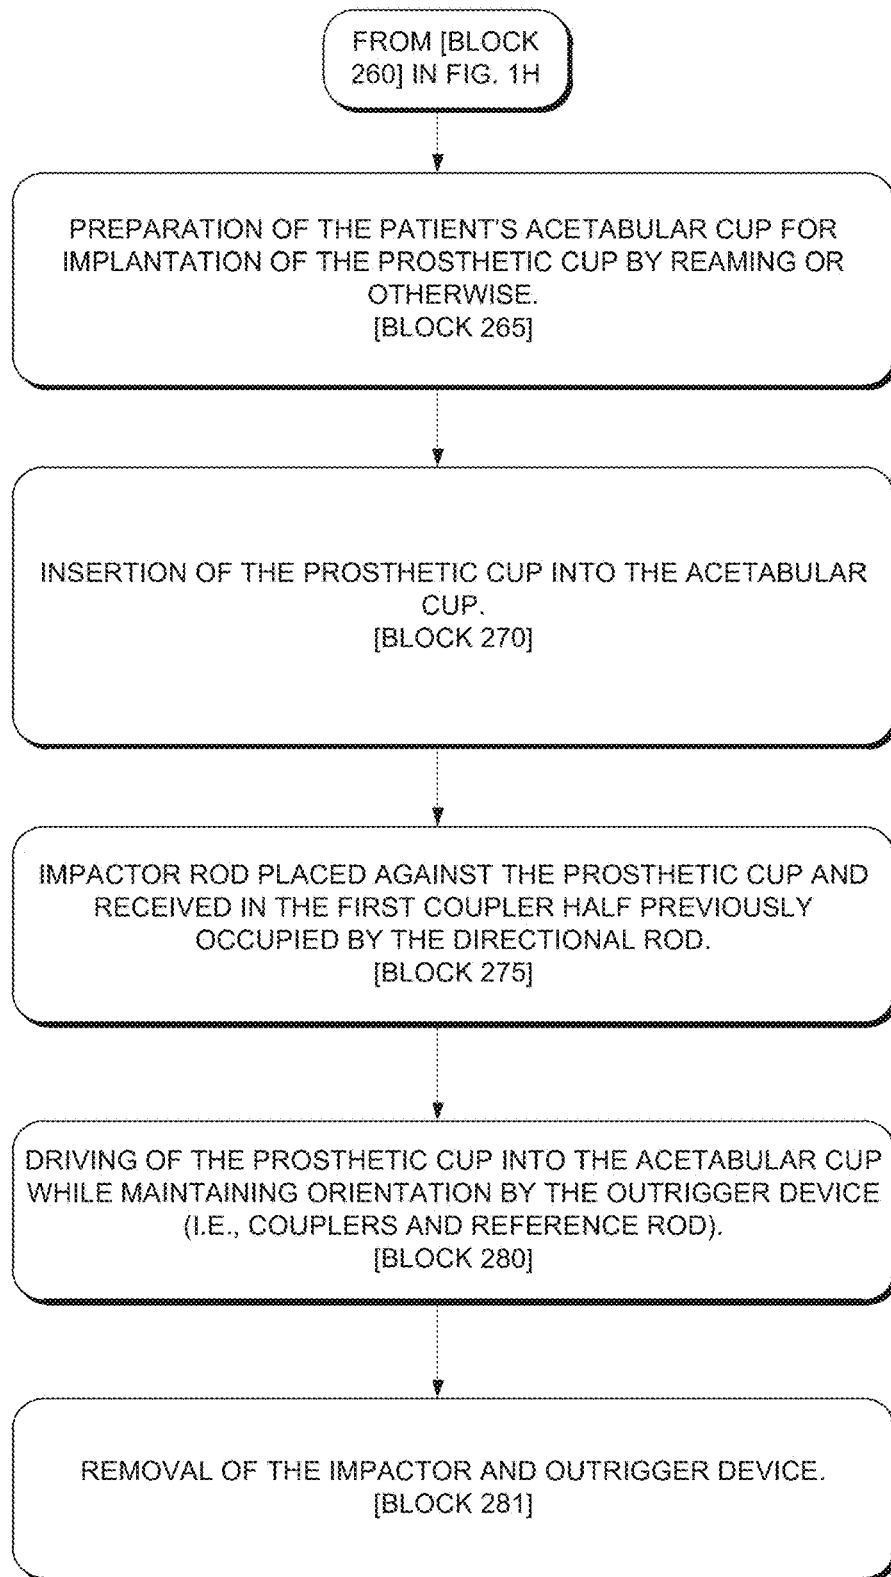 FROM [BLOCK
260] IN FIG. 1H
PREPARATION OF THE PATIENT'S ACETABULAR CUP FOR
IMPLANTATION OF THE PROSTHETIC CUP BY REAMING OR
OTHERWISE.
[BLOCK 265]
INSERTION OF THE PROSTHETIC CUP INTO THE ACETABULAR
CUP.
[BLOCK 270]
IMPACTOR ROD PLACED AGAINST THE PROSTHETIC CUP AND
RECEIVED IN THE FIRST COUPLER HALF PREVIOUSLY
OCCUPIED BY THE DIRECTIONAL ROD.
[BLOCK 275]
DRIVING OF THE PROSTHETIC CUP INTO THE ACETABULAR CUP
WHILE MAINTAINING ORIENTATION BY THE OUTRIGGER DEVICE
(I.E., COUPLERS AND REFERENCE ROD).
[BLOCK 280]
REMOVAL OF THE IMPACTOR AND OUTRIGGER DEVICE.
[BLOCK 281]